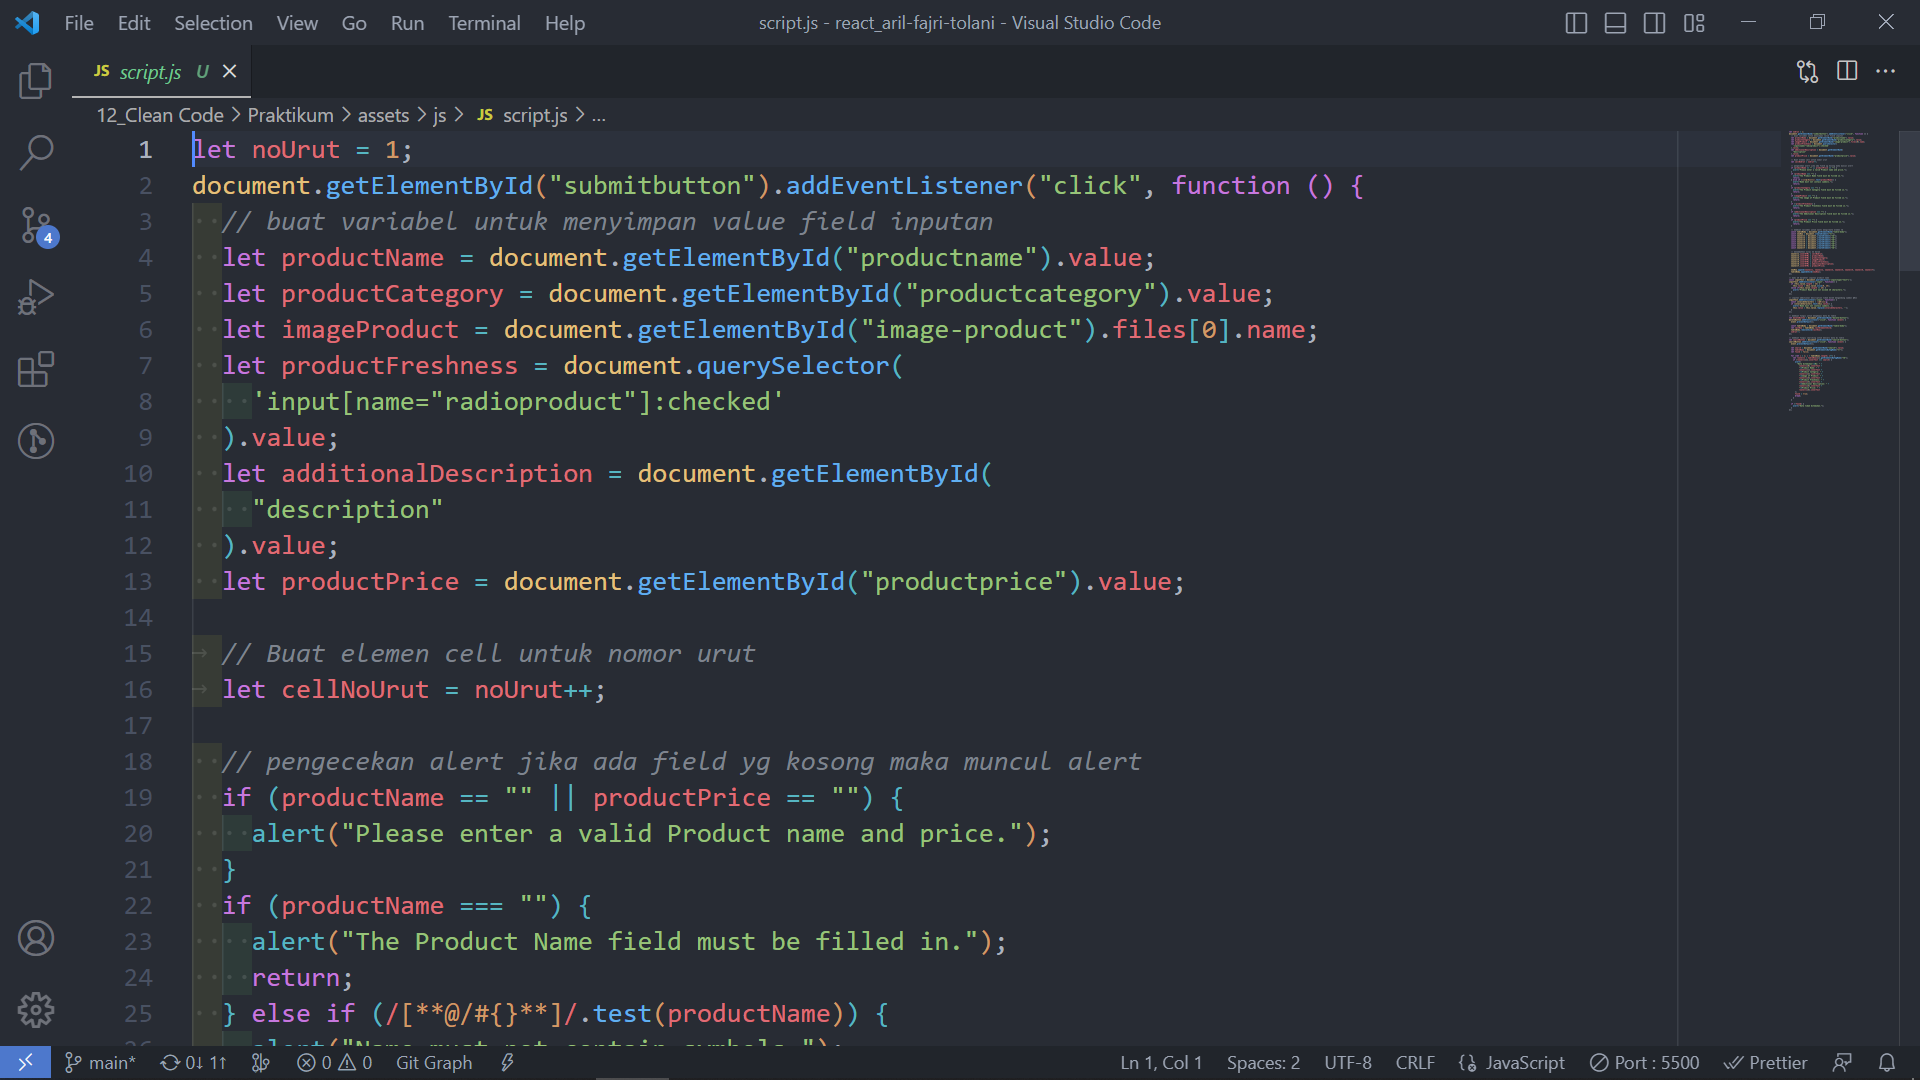 File Edit Selection View Go Run Terminal Help script.js - react_aril-fajri-tolani - Visual Studio Code
JS script.js U
12_Clean Code > Praktikum > assets > js > JS script.js > ...
1 let noUrut = 1;
2 document.getElementById("submitbutton").addEventListener("click", function () {
3 // buat variabel untuk menyimpan value field inputan
4 let productName = document.getElementById("productname").value;
5 let productCategory = document.getElementById("productcategory").value;
6 let imageProduct = document.getElementById("image-product").files[0].name;
7 let productFreshness = document.querySelector(
8 'input[name="radioproduct"]:checked'
9 ).value;
10 let additionalDescription = document.getElementById(
11 "description"
12 ).value;
13 let productPrice = document.getElementById("productprice").value;
14
15 // Buat elemen cell untuk nomor urut
16 let cellNoUrut = noUrut++;
17
18 // pengecekan alert jika ada field yg kosong maka muncul alert
19 if (productName == "" || productPrice == "") {
20 alert("Please enter a valid Product name and price.");
21 }
22 if (productName === "") {
23 alert("The Product Name field must be filled in.");
24 return;
25 } else if (/[**@/#{}**]/.test(productName)) {
26 alert("Name must not contain symbols.");
4
main* 0↓ 1↑ 0 0 Git Graph Ln 1, Col 1 Spaces: 2 UTF-8 CRLF JavaScript Port : 5500 Prettier